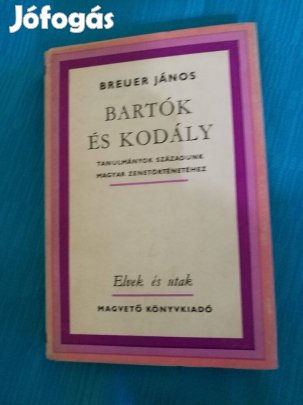 Jófogás
BREUER JÁNOS
BARTÓK
ÉS KODÁLY
TANULMÁNYOK SZÁZADUNK
MAGYAR ZENETÖRTÉNETÉHEZ
Elvek és utak
MAGVETŐ KÖNYVKIADÓ